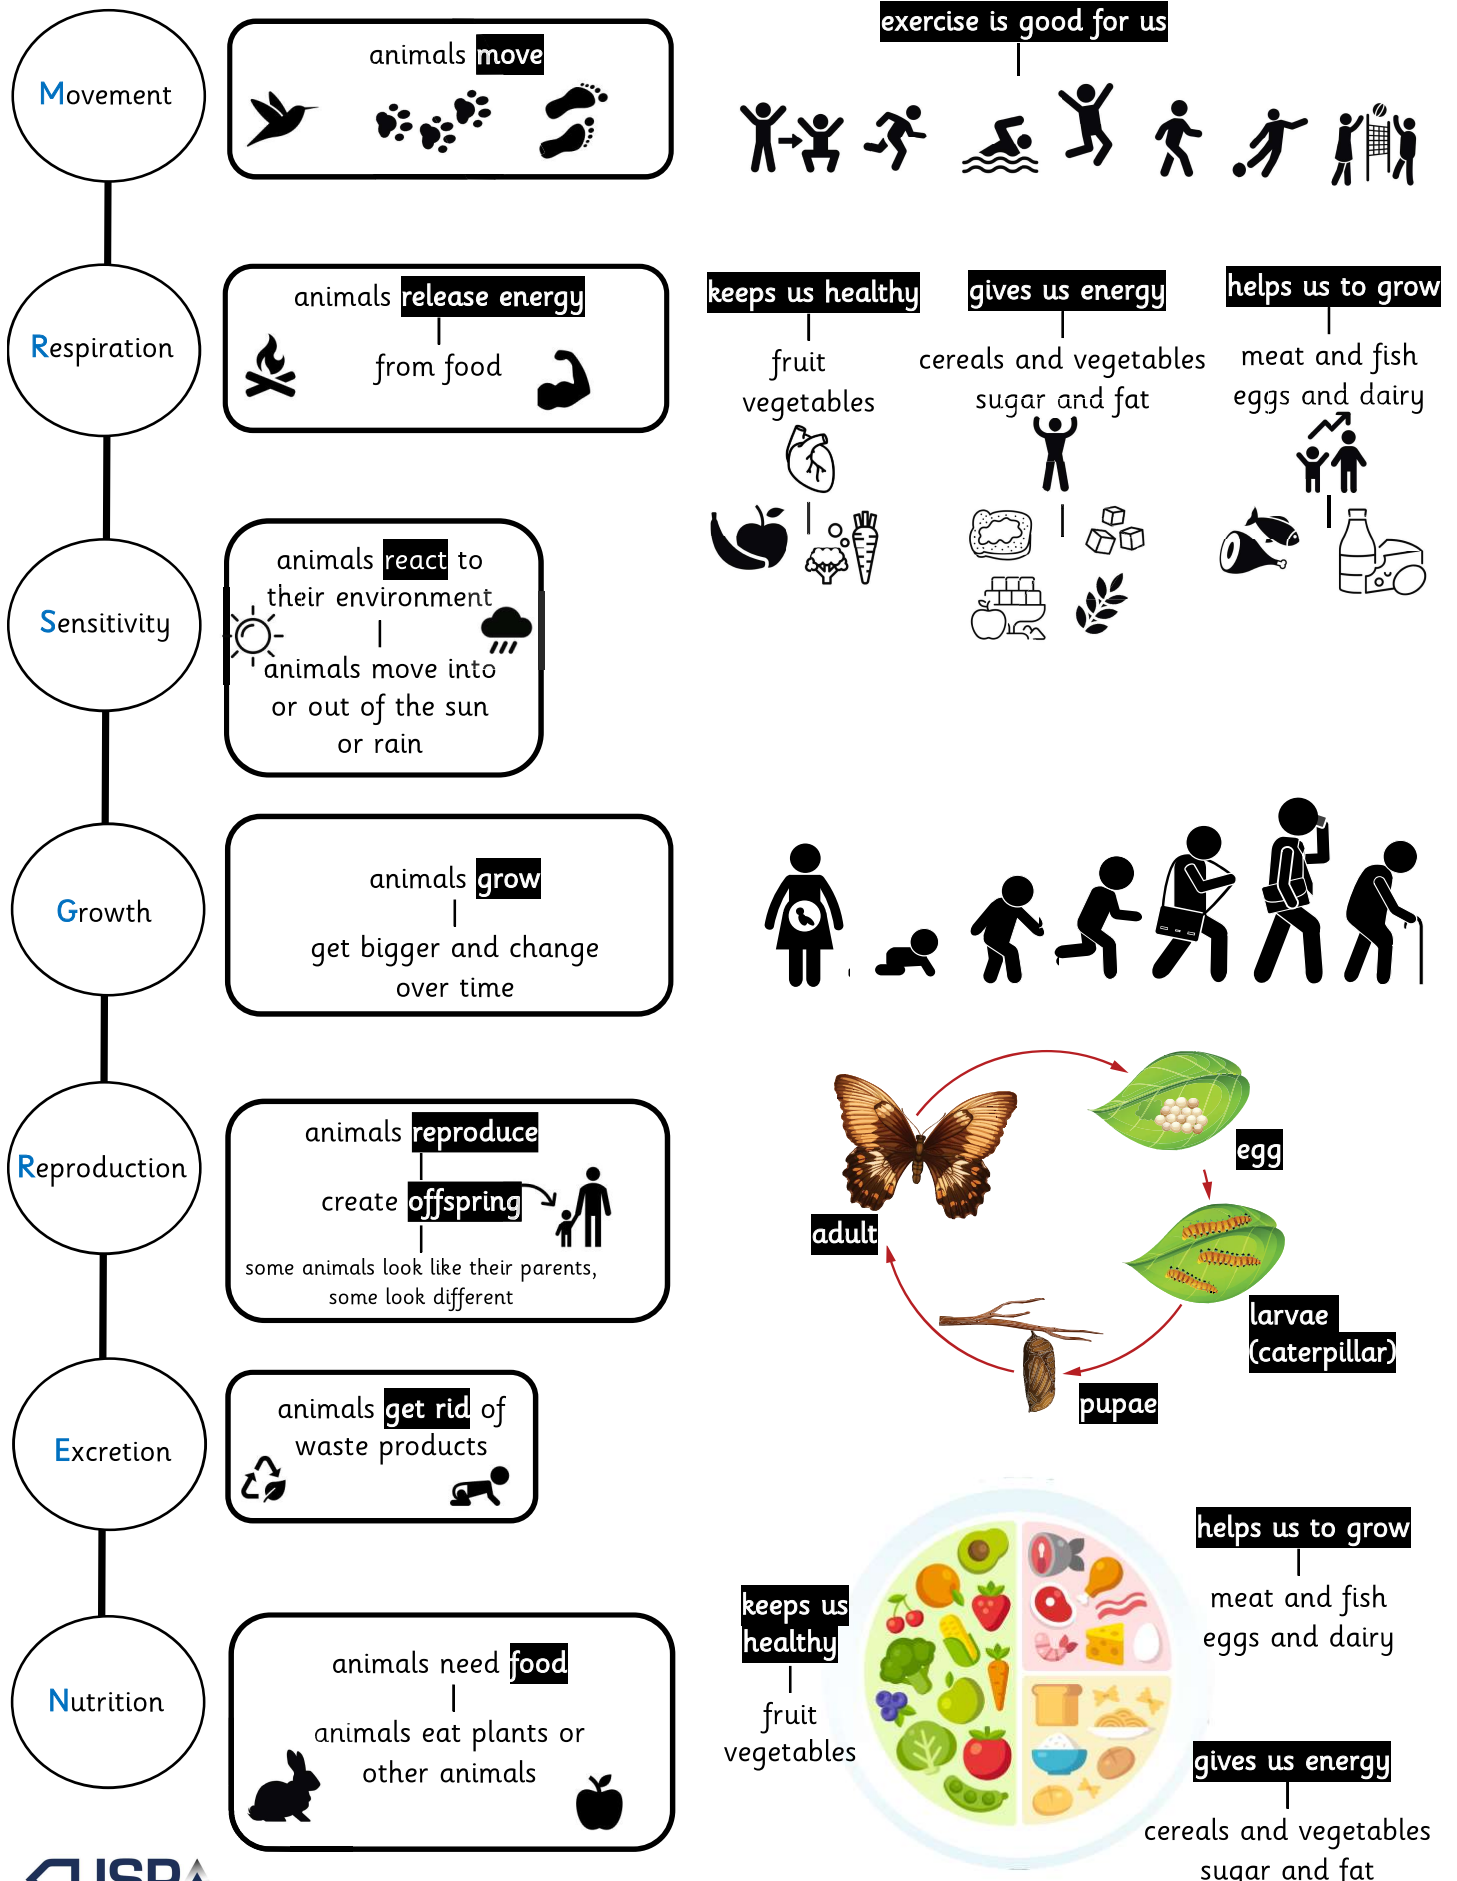 Movement
animals move
exercise is good for us
Respiration
animals release energy
from food
keeps us healthy
fruit
vegetables
gives us energy
cereals and vegetables
sugar and fat
helps us to grow
meat and fish
eggs and dairy
Sensitivity
animals react to
their environment
animals move into
or out of the sun
or rain
Growth
animals grow
get bigger and change
over time
Reproduction
animals reproduce
create offspring
some animals look like their parents,
some look different
adult
egg
larvae
(caterpillar)
pupae
Excretion
animals get rid of
waste products
Nutrition
animals need food
animals eat plants or
other animals
keeps us
healthy
fruit
vegetables
helps us to grow
meat and fish
eggs and dairy
gives us energy
cereals and vegetables
sugar and fat